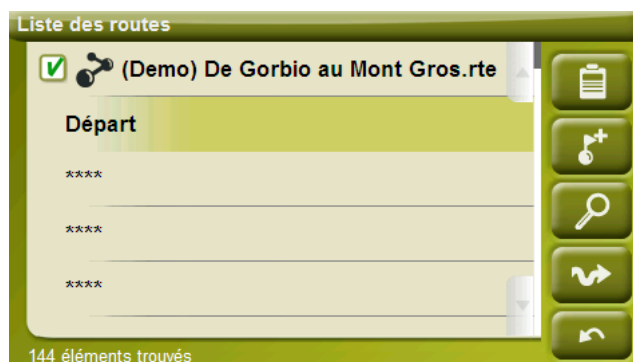 Liste des routes
(Demo) De Gorbio au Mont Gros.rte
Départ
****
****
****
144 éléments trouvés